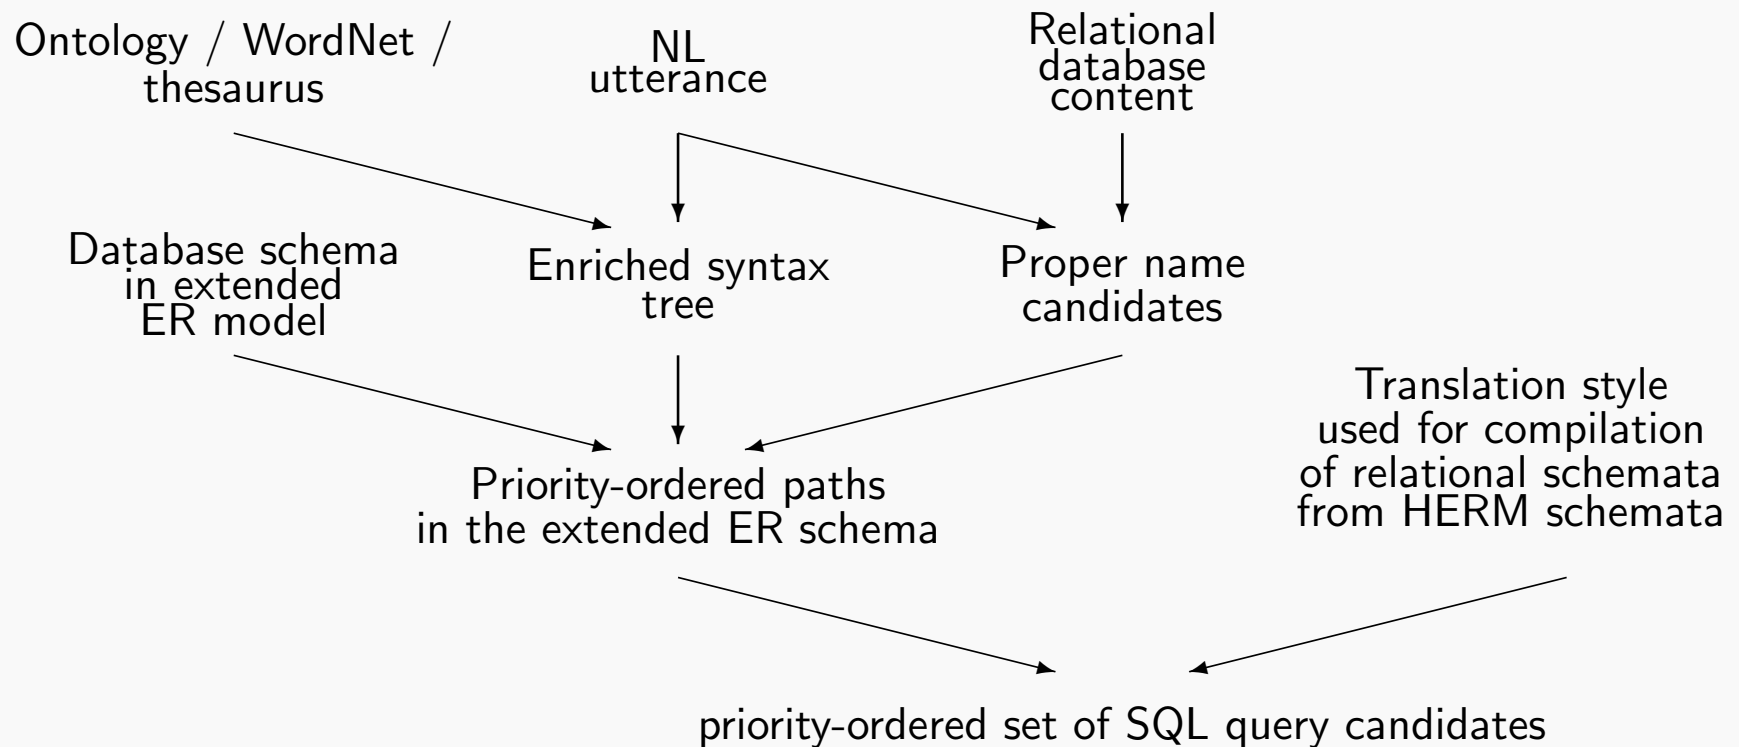 Ontology / WordNet /
thesaurus
NL
utterance
Relational
database
content
Database schema
in extended
ER model
Enriched syntax
tree
Proper name
candidates
Translation style
used for compilation
of relational schemata
from HERM schemata
Priority-ordered paths
in the extended ER schema
priority-ordered set of SQL query candidates